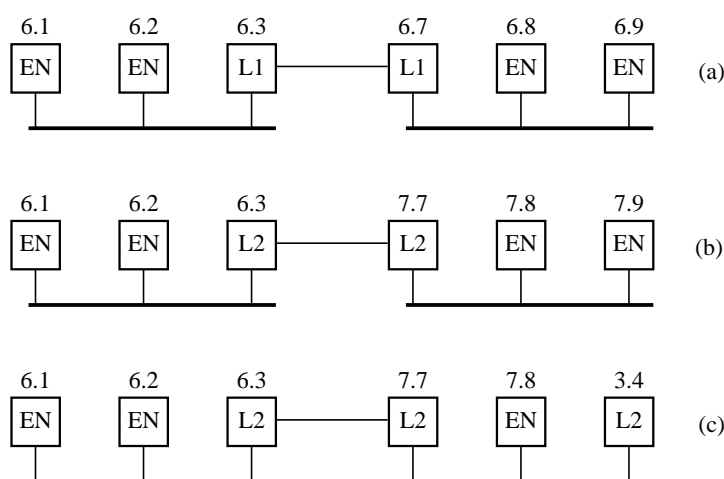 6.1 6.2 6.3 6.7 6.8 6.9
EN EN L1 L1 EN EN (a)
6.1 6.2 6.3 7.7 7.8 7.9
EN EN L2 L2 EN EN (b)
6.1 6.2 6.3 7.7 7.8 3.4
EN EN L2 L2 EN L2 (c)